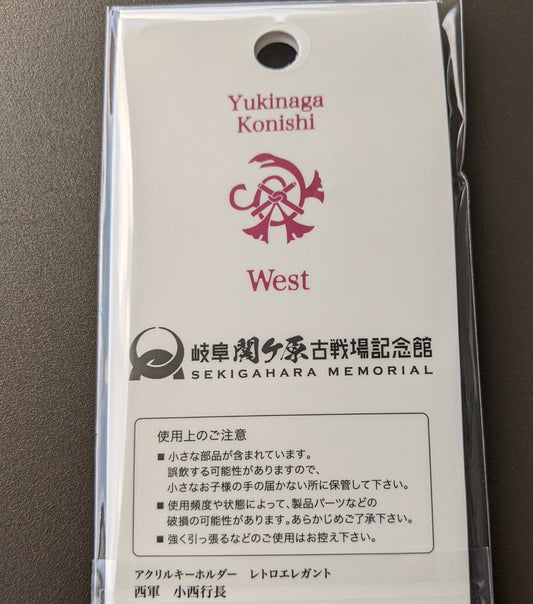 Yukinaga
Konishi
West
岐阜関ケ原古戦場記念館
SEKIGAHARA MEMORIAL
使用上のご注意
■ 小さな部品が含まれています。
誤飲する可能性がありますので、
小さなお子様の手の届かない所に保管して下さい。
■ 使用頻度や状態によって、製品パーツなどの
破損の可能性があります。あらかじめご了承下さい。
■ 強く引っ張るなどのご使用はお控え下さい。
アクリルキーホルダー　レトロエレガント
西軍　小西行長